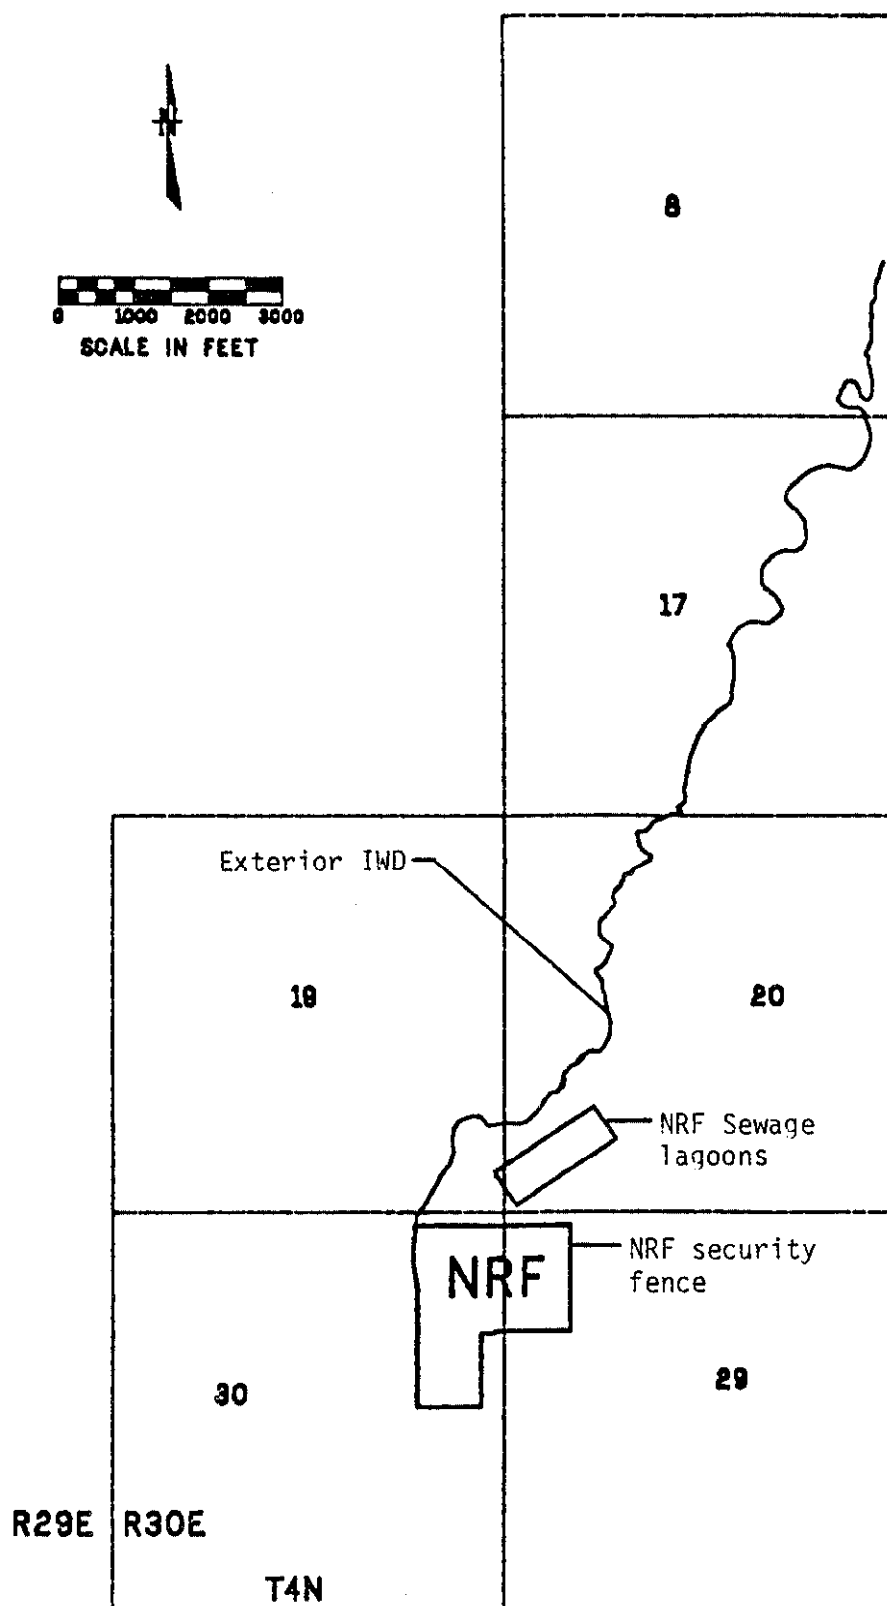 N
8
0 1000 2000 3000
SCALE IN FEET
17
Exterior IWD
19
20
NRF Sewage
lagoons
NRF security
fence
NRF
30
29
R29E R30E
T4N